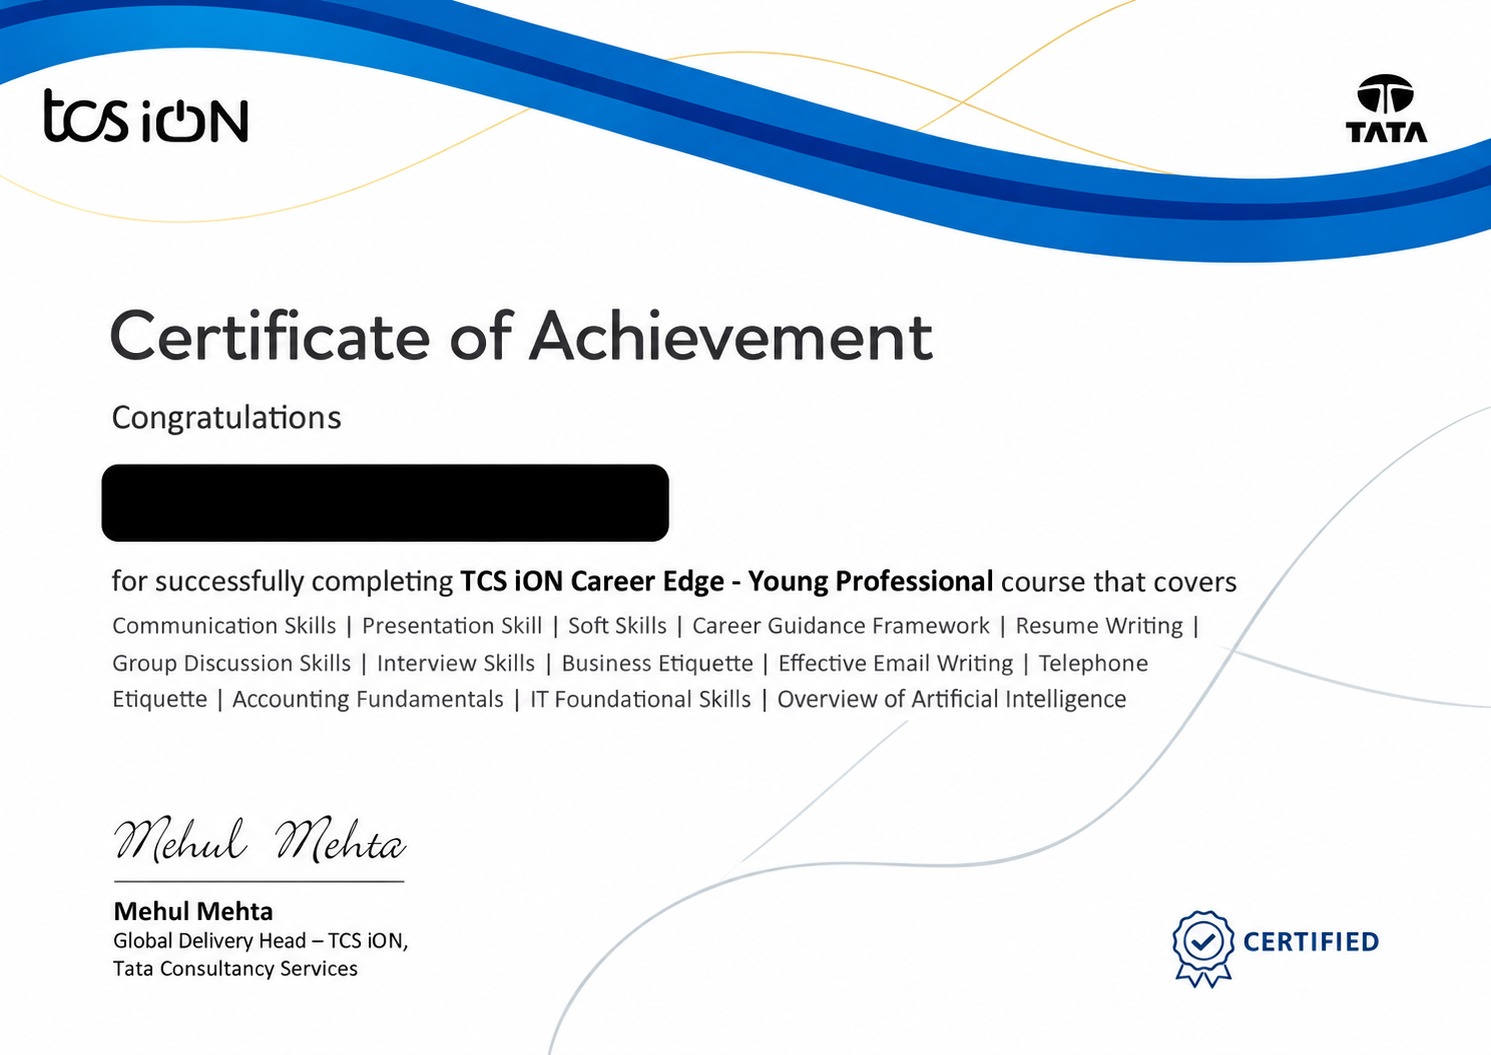 tcs iON
TATA
Certificate of Achievement
Congratulations
for successfully completing TCS iON Career Edge - Young Professional course that covers
Communication Skills | Presentation Skill | Soft Skills | Career Guidance Framework | Resume Writing |
Group Discussion Skills | Interview Skills | Business Etiquette | Effective Email Writing | Telephone
Etiquette | Accounting Fundamentals | IT Foundational Skills | Overview of Artificial Intelligence
Mehul Mehta
Mehul Mehta
Global Delivery Head – TCS iON,
Tata Consultancy Services
CERTIFIED